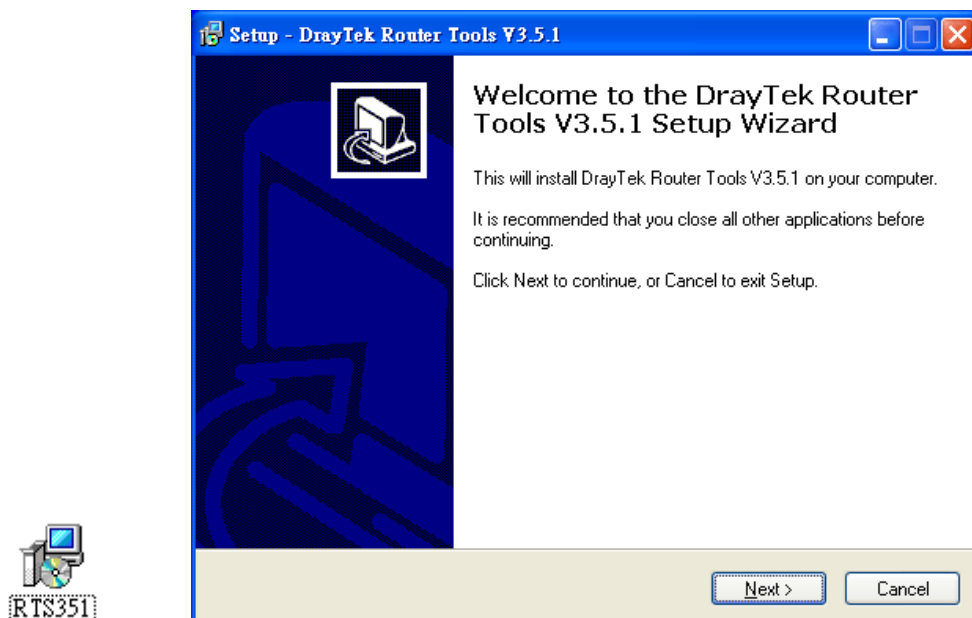 Setup - DrayTek Router Tools V3.5.1
Welcome to the DrayTek Router
Tools V3.5.1 Setup Wizard
This will install DrayTek Router Tools V3.5.1 on your computer.
It is recommended that you close all other applications before
continuing.
Click Next to continue, or Cancel to exit Setup.
Next >
Cancel
RTS351